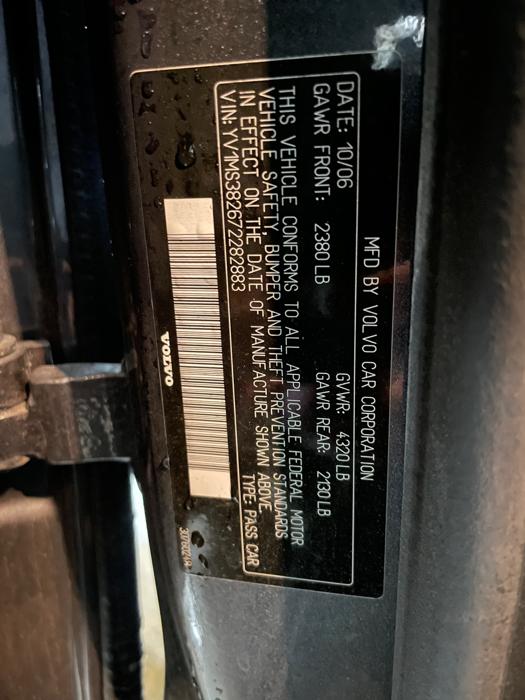 MFD BY VOLVO CAR CORPORATION
DATE: 10/06 GVWR: 4320 LB
GAWR FRONT: 2380 LB GAWR REAR: 2130 LB
THIS VEHICLE CONFORMS TO ALL APPLICABLE FEDERAL MOTOR
VEHICLE, SAFETY, BUMPER AND THEFT PREVENTION STANDARDS
IN EFFECT ON THE DATE OF MANUFACTURE SHOWN ABOVE.
VIN: YV1MS382672282883 TYPE: PASS CAR
VOLVO